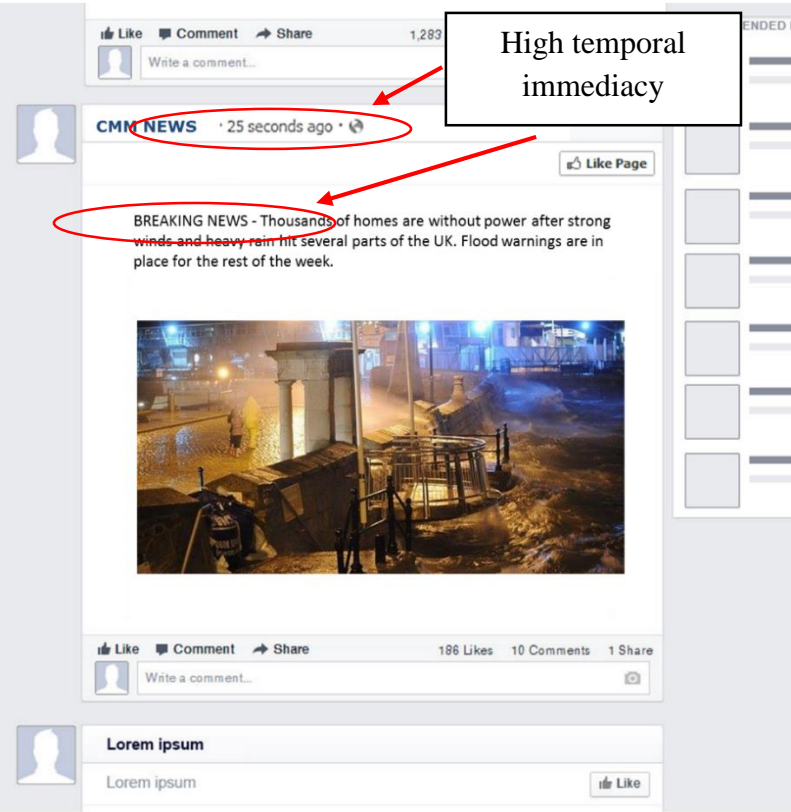 Like Comment Share 1,283
Write a comment...
High temporal
immediacy
ENDED
CMM NEWS · 25 seconds ago ·
Like Page
BREAKING NEWS - Thousands of homes are without power after strong
winds and heavy rain hit several parts of the UK. Flood warnings are in
place for the rest of the week.
Like Comment Share 186 Likes 10 Comments 1 Share
Write a comment...
Lorem ipsum
Lorem ipsum
Like